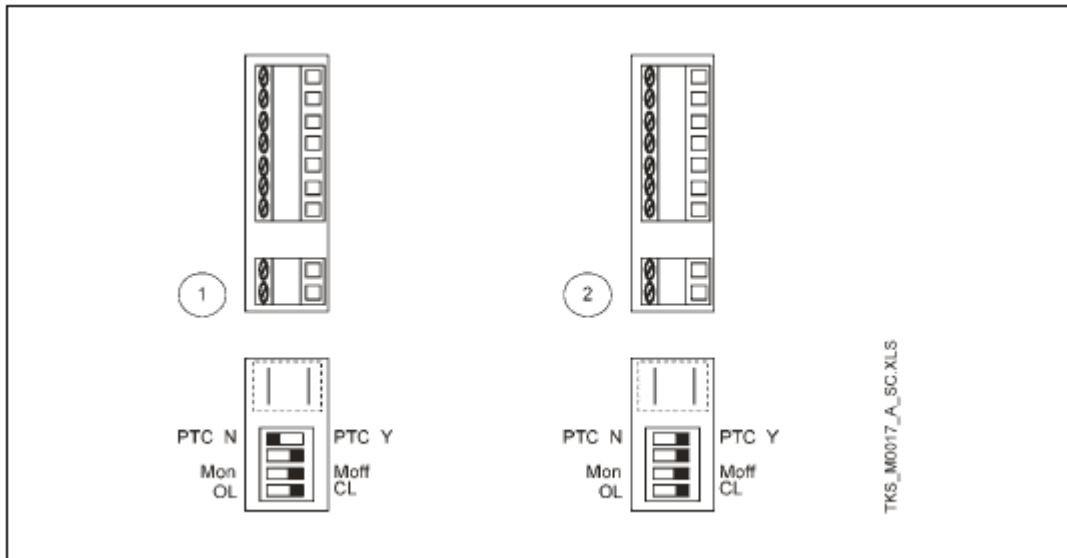 1
2
PTC N
PTC Y
Mon
Moff
OL
CL
PTC N
PTC Y
Mon
Moff
OL
CL
TKS_M0017_A_SC.XLS